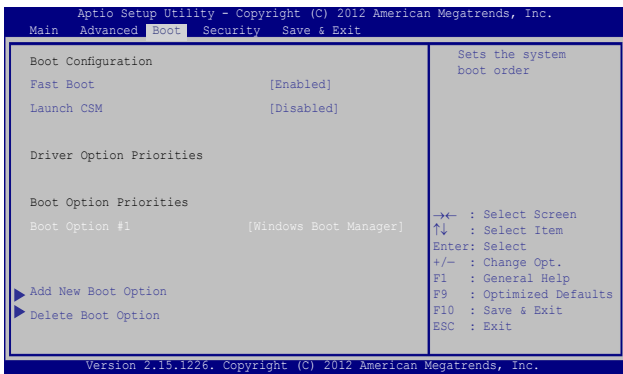 Aptio Setup Utility - Copyright (C) 2012 American Megatrends, Inc.
Main Advanced Boot Security Save & Exit
Boot Configuration
Fast Boot [Enabled]
Launch CSM [Disabled]
Driver Option Priorities
Boot Option Priorities
Boot Option #1 [Windows Boot Manager]
Add New Boot Option
Delete Boot Option
Sets the system
boot order
→← : Select Screen
↑↓ : Select Item
Enter: Select
+/— : Change Opt.
F1 : General Help
F9 : Optimized Defaults
F10 : Save & Exit
ESC : Exit
Version 2.15.1226. Copyright (C) 2012 American Megatrends, Inc.